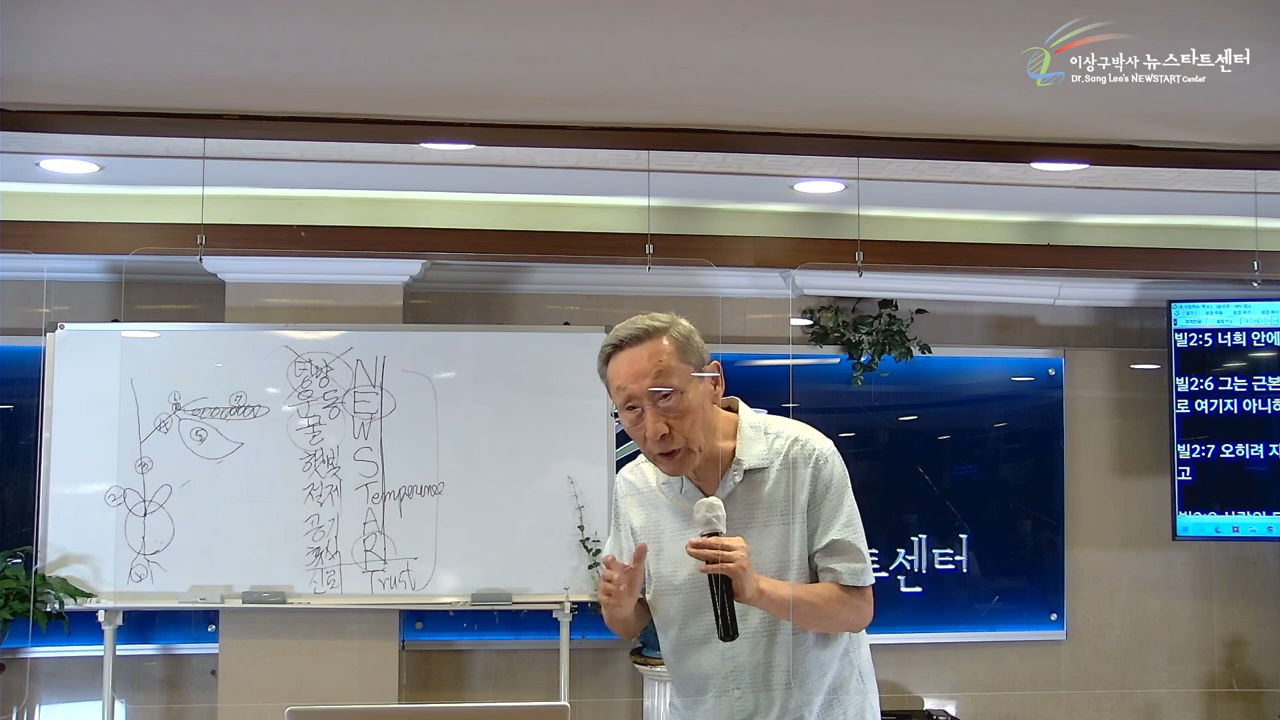 이상구박사 뉴스타트센터
Dr. Sang Lee's NEWSTART Center
영양 N
운동 E
물 W
햇빛 S
절제 Temperance
공기 A
휴식 R
신뢰 Trust
트센터
빌2:5 너희 안에
빌2:6 그는 근본
로 여기지 아니하
빌2:7 오히려 자
고